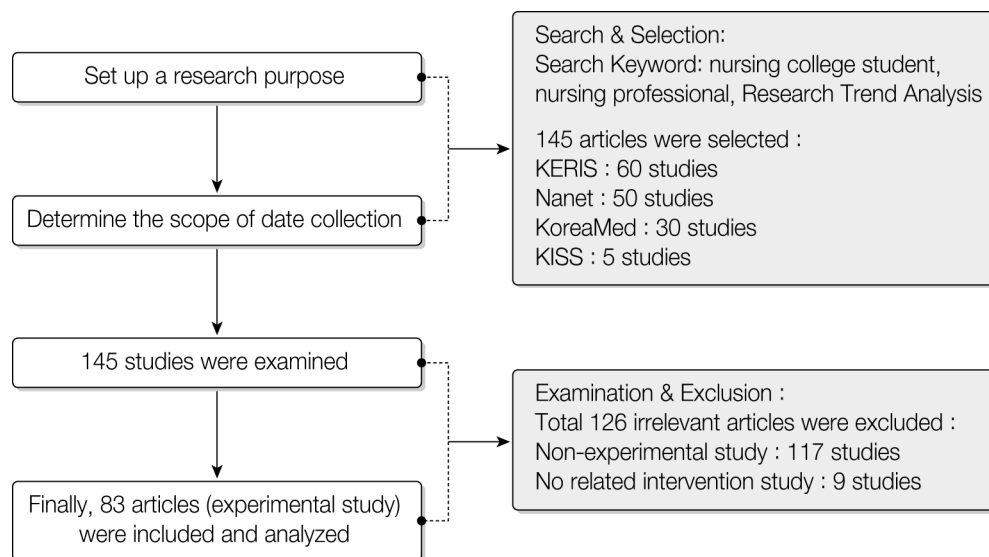 Set up a research purpose
Determine the scope of date collection
145 studies were examined
Finally, 83 articles (experimental study)
were included and analyzed
Search & Selection:
Search Keyword: nursing college student,
nursing professional, Research Trend Analysis
145 articles were selected :
KERIS : 60 studies
Nanet : 50 studies
KoreaMed : 30 studies
KISS : 5 studies
Examination & Exclusion :
Total 126 irrelevant articles were excluded :
Non-experimental study : 117 studies
No related intervention study : 9 studies